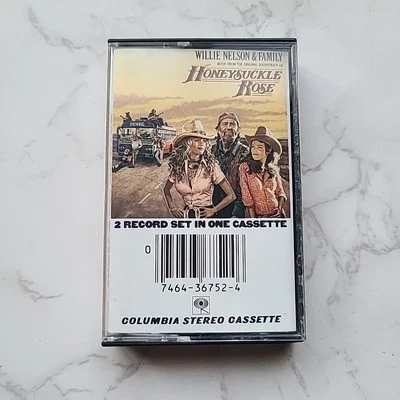 WILLIE NELSON & FAMILY
MUSIC FROM THE ORIGINAL SOUNDTRACK OF
HONEYSUCKLE
ROSE
2 RECORD SET IN ONE CASSETTE
0
7464-36752-4
COLUMBIA STEREO CASSETTE